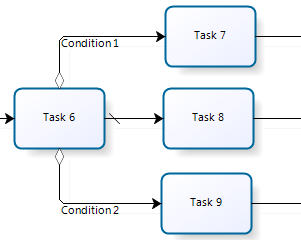 Task 7
Condition 1
Task 6
Task 8
Task 9
Condition 2